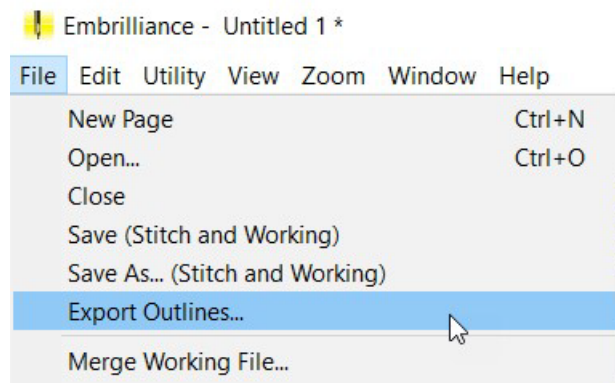 Embrilliance - Untitled 1 *
File Edit Utility View Zoom Window Help
New Page Ctrl+N
Open... Ctrl+O
Close
Save (Stitch and Working)
Save As... (Stitch and Working)
Export Outlines...
Merge Working File...